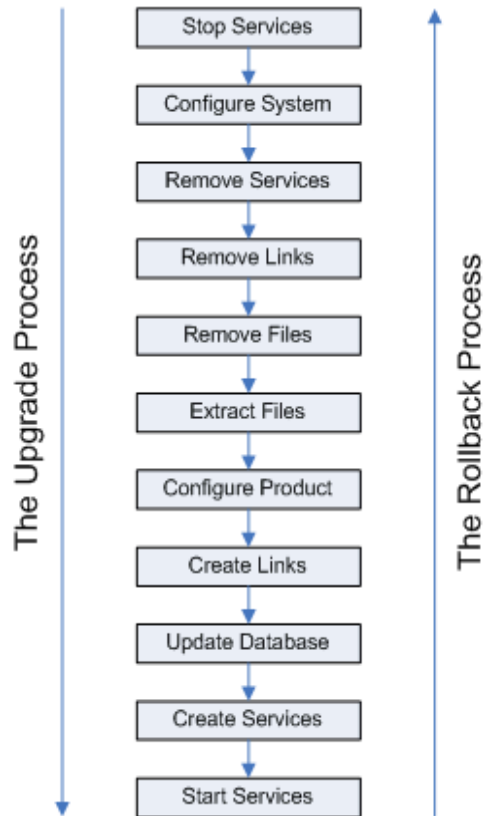 Stop Services
Configure System
Remove Services
Remove Links
Remove Files
Extract Files
Configure Product
Create Links
Update Database
Create Services
Start Services
The Upgrade Process
The Rollback Process